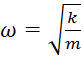 ω = √(k/m)